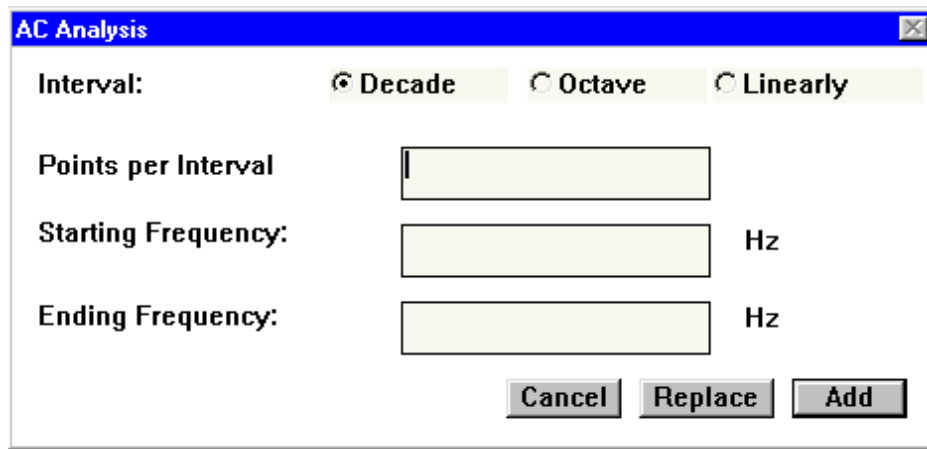 AC Analysis
Interval: Decade Octave Linearly
Points per Interval
Starting Frequency: Hz
Ending Frequency: Hz
Cancel Replace Add